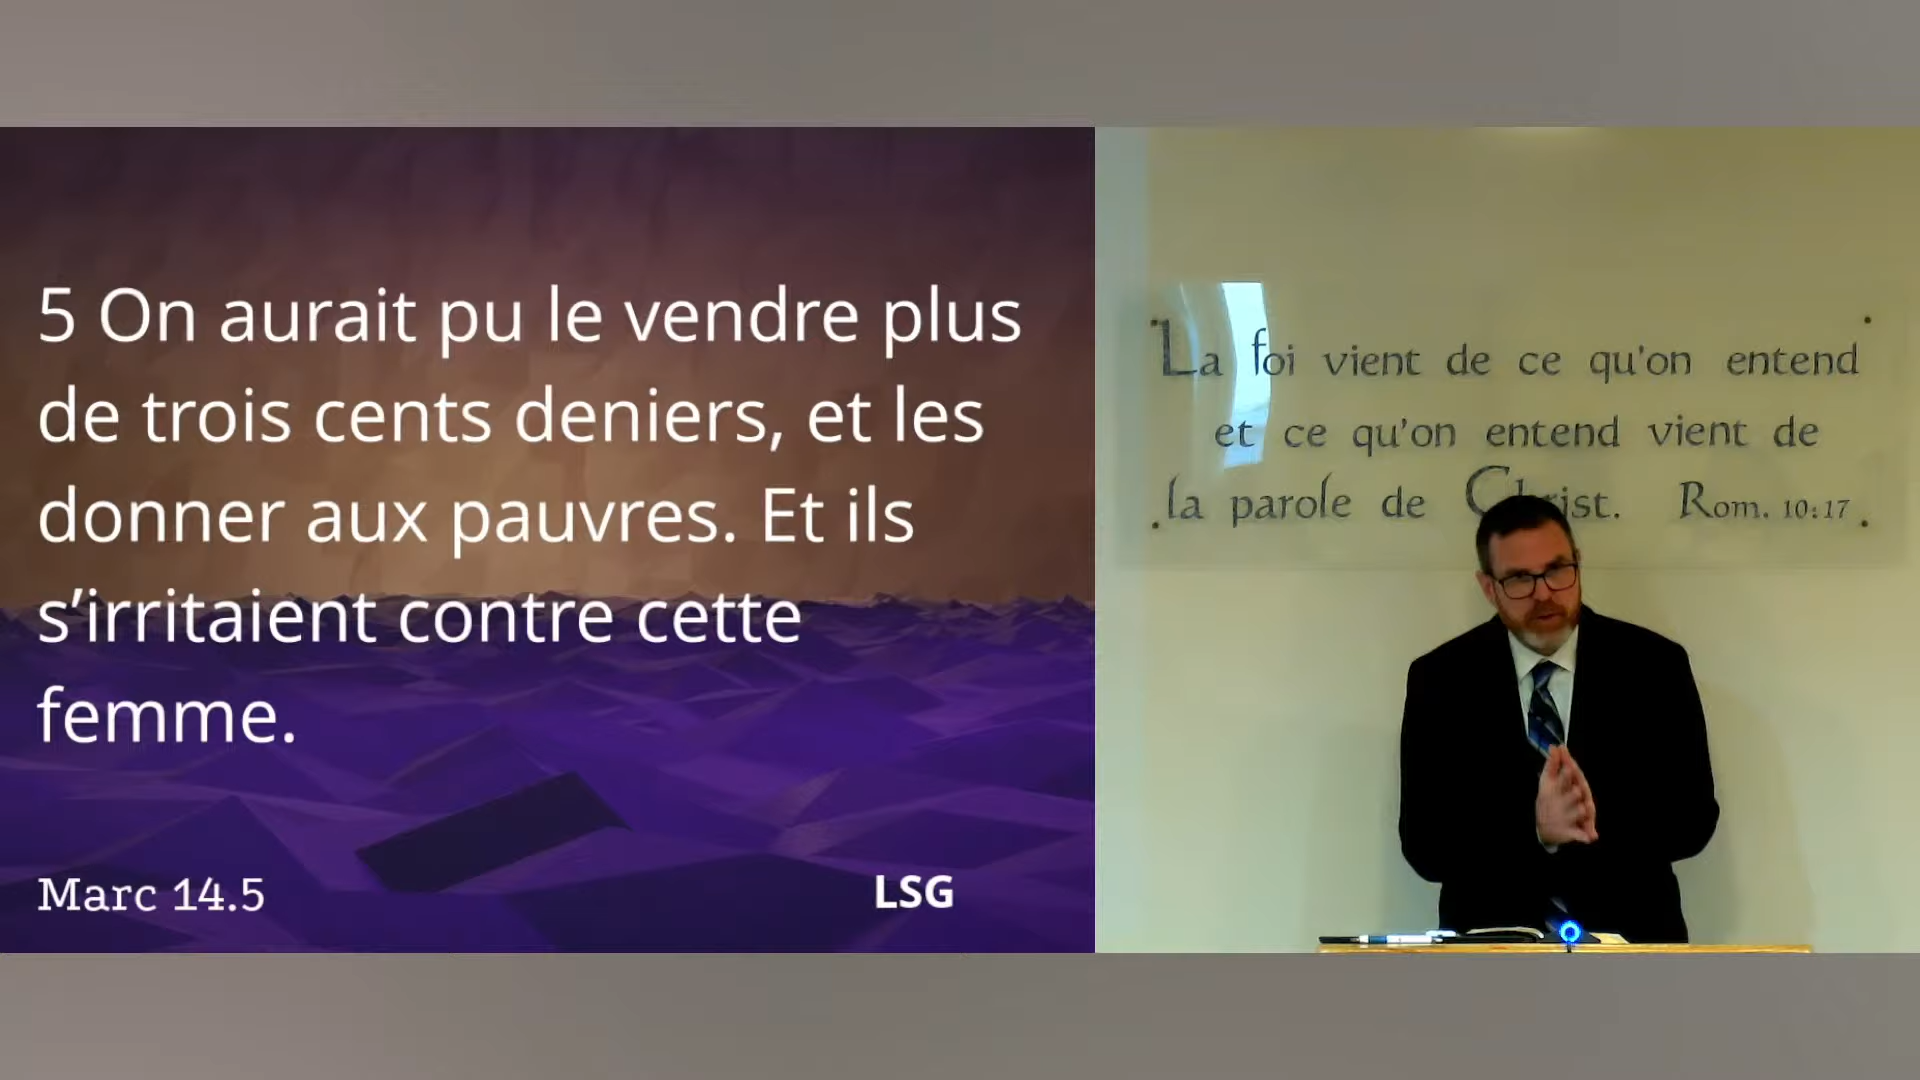 5 On aurait pu le vendre plus
de trois cents deniers, et les
donner aux pauvres. Et ils
s’irritaient contre cette
femme.
Marc 14.5
LSG
La foi vient de ce qu'on entend
et ce qu'on entend vient de
la parole de Christ. Rom. 10:17